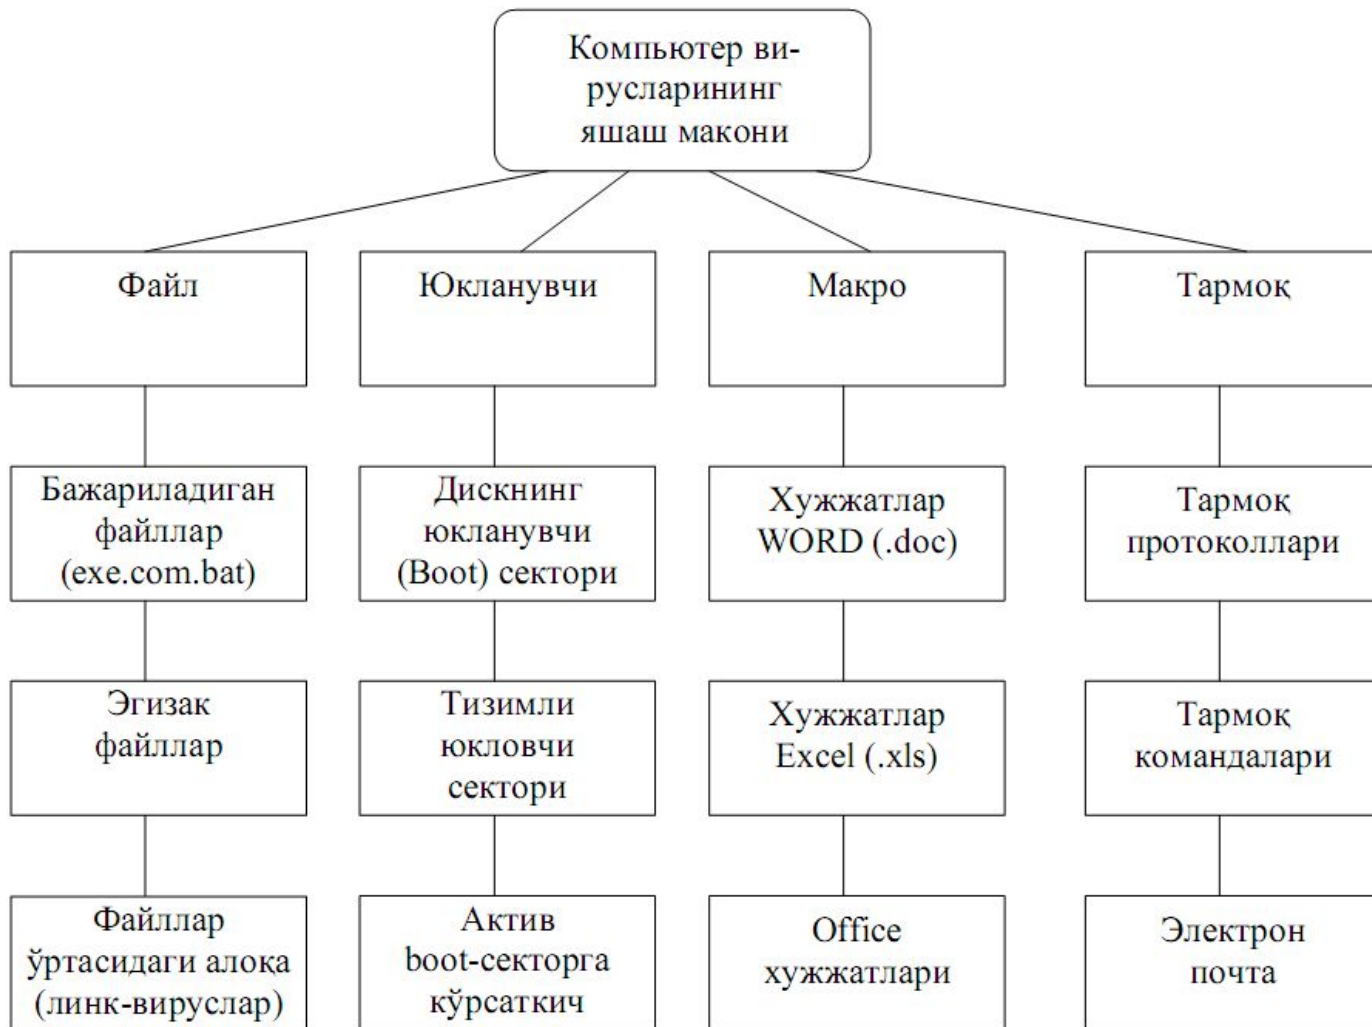 Компьютер ви-
русларининг
яшаш макони
Файл
Юкланувчи
Макро
Тармоқ
Бажариладиган
файллар
(exe.com.bat)
Дискнинг
юкланувчи
(Boot) сектори
Хужжатлар
WORD (.doc)
Тармоқ
протоколлари
Эгизак
файллар
Тизимли
юкловчи
сектори
Хужжатлар
Excel (.xls)
Тармоқ
командалари
Файллар
ўртасидаги алоқа
(линк-вируслар)
Актив
boot-секторга
кўрсаткич
Office
хужжатлари
Электрон
почта